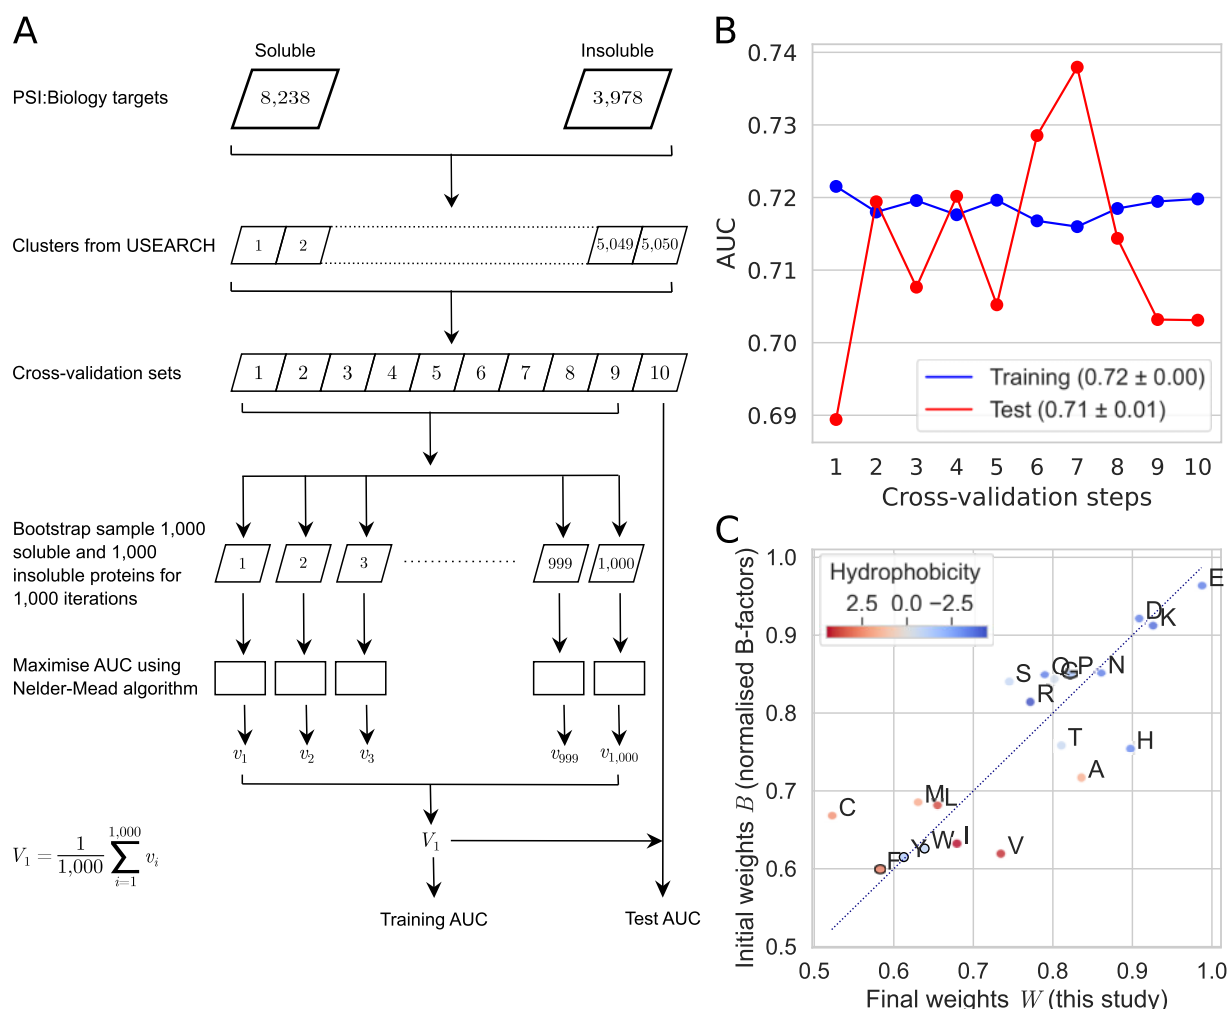 A
Soluble
Insoluble
PSI:Biology targets
8,238
3,978
Clusters from USEARCH
1
2
5,049
5,050
Cross-validation sets
1
2
3
4
5
6
7
8
9
10
Bootstrap sample 1,000
soluble and 1,000
insoluble proteins for
1,000 iterations
1
2
3
999
1,000
Maximise AUC using
Nelder-Mead algorithm
v₁
v₂
v₃
v₉₉₉
v₁,₀₀₀
V₁ = 1/1,000 ∑ i=1 1,000 vᵢ
V₁
Training AUC
Test AUC
B
0.74
0.73
0.72
0.71
0.70
0.69
AUC
Training (0.72 ± 0.00)
Test (0.71 ± 0.01)
1 2 3 4 5 6 7 8 9 10
Cross-validation steps
C
Initial weights B (normalised B-factors)
1.0
0.9
0.8
0.7
0.6
0.5
Hydrophobicity
2.5 0.0 −2.5
E
D
K
S
Q
G
P
N
R
T
H
A
M
L
C
F
Y
W
I
V
0.5 0.6 0.7 0.8 0.9 1.0
Final weights W (this study)